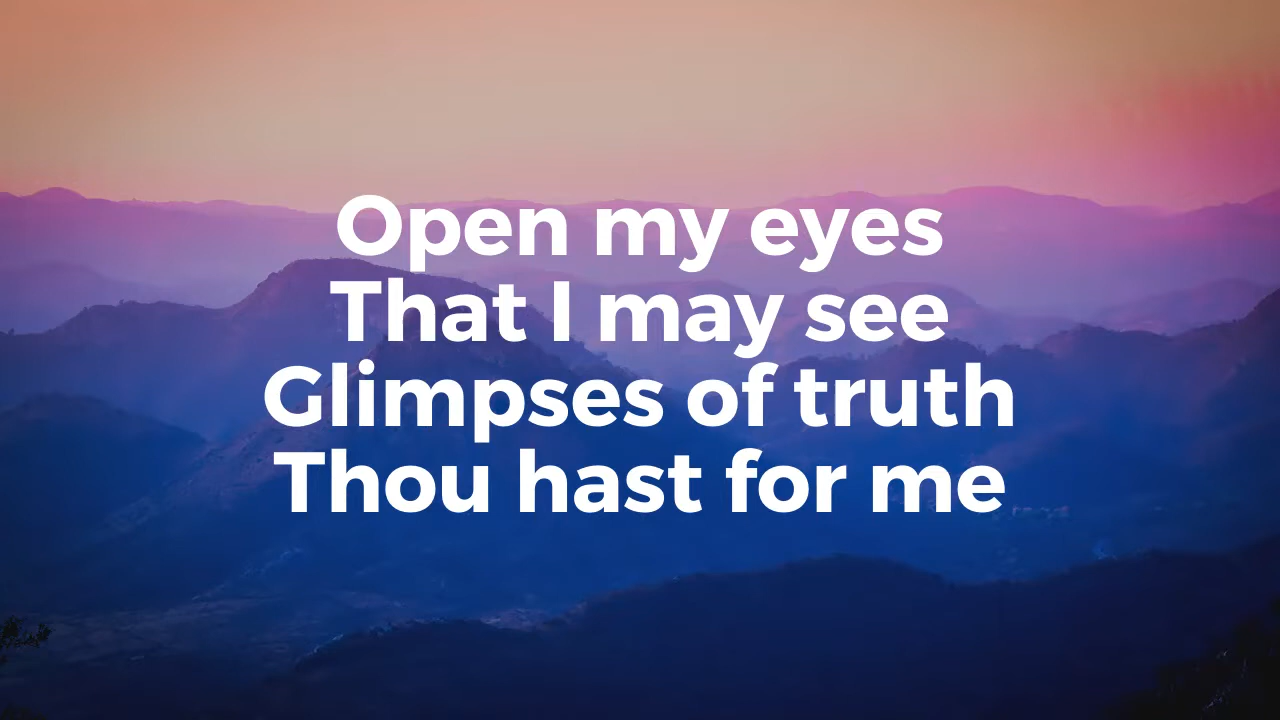 Open my eyes
That I may see
Glimpses of truth
Thou hast for me